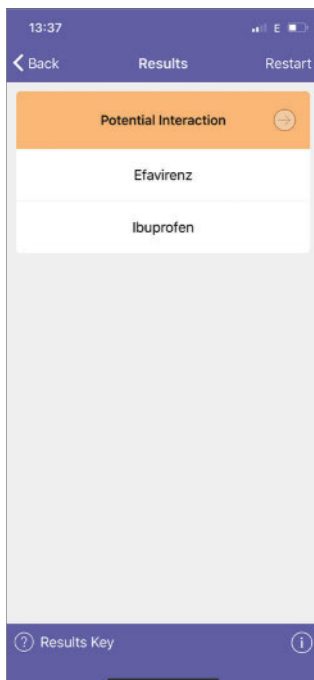 13:37
E
Back
Results
Restart
Potential Interaction
Efavirenz
Ibuprofen
? Results Key
i